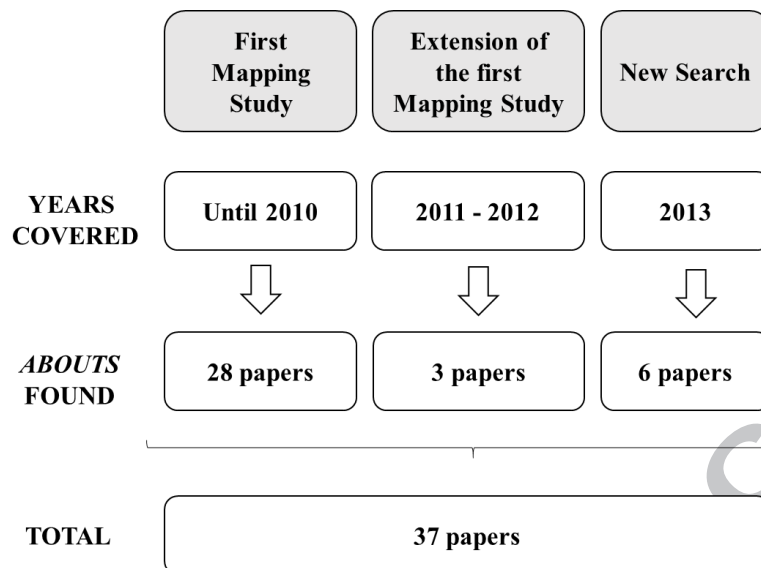 First
Mapping
Study
Extension of
the first
Mapping Study
New Search
YEARS
COVERED
Until 2010
2011 - 2012
2013
ABOUTS
FOUND
28 papers
3 papers
6 papers
TOTAL
37 papers